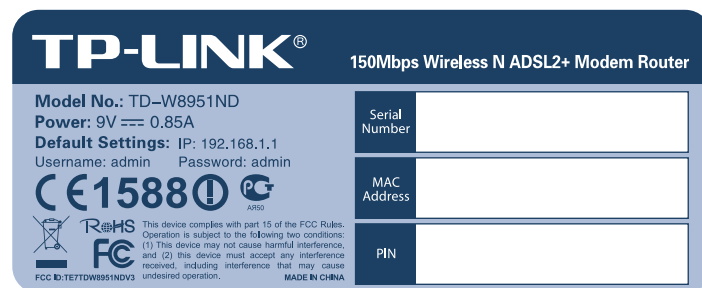 TP-LINK®
150Mbps Wireless N ADSL2+ Modem Router
Model No.: TD-W8951ND
Power: 9V ⎓ 0.85A
Default Settings: IP: 192.168.1.1
Username: admin Password: admin
CE1588
PCT
АЯ50
RoHS
FC
FCC ID:TE7TDW8951NDV3
This device complies with part 15 of the FCC Rules.
Operation is subject to the following two conditions:
(1) This device may not cause harmful interference,
and (2) this device must accept any interference
received, including interference that may cause
undesired operation. MADE IN CHINA
Serial
Number
MAC
Address
PIN